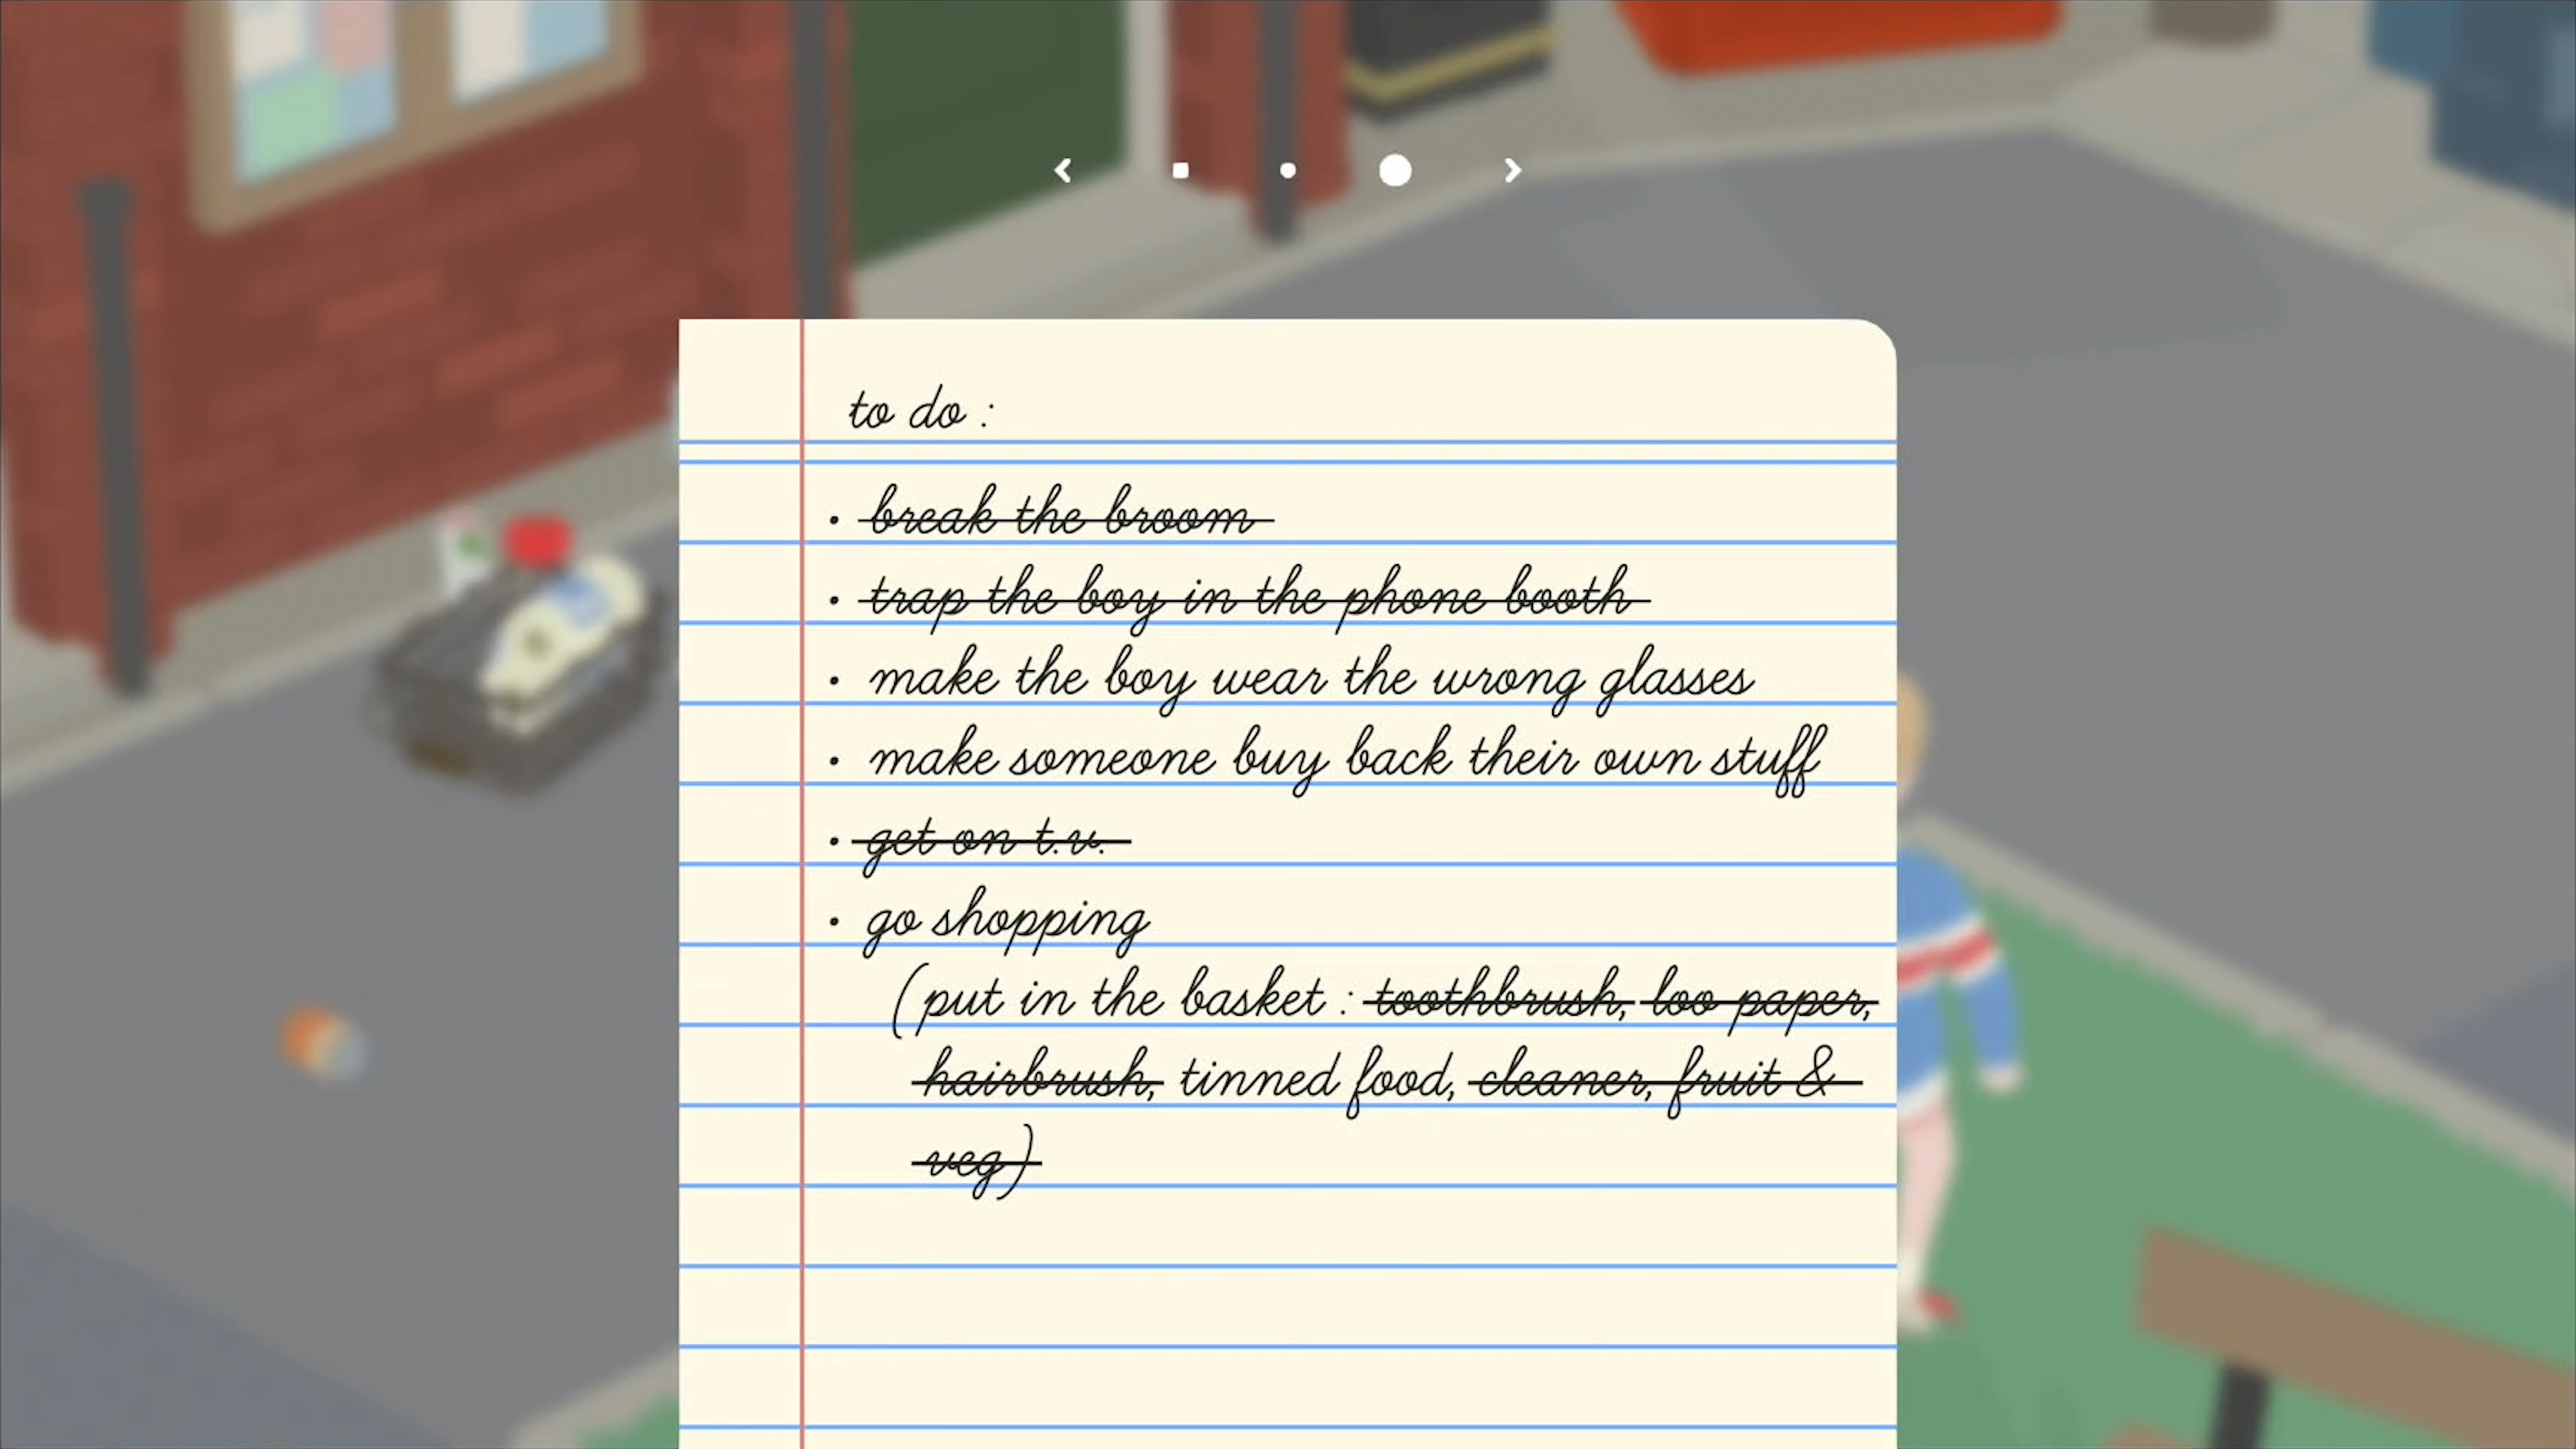 to do :
• break the broom
• trap the boy in the phone booth
• make the boy wear the wrong glasses
• make someone buy back their own stuff
• get on t.v.
• go shopping
(put in the basket : toothbrush, loo paper,
hairbrush, tinned food, cleaner, fruit &
veg)